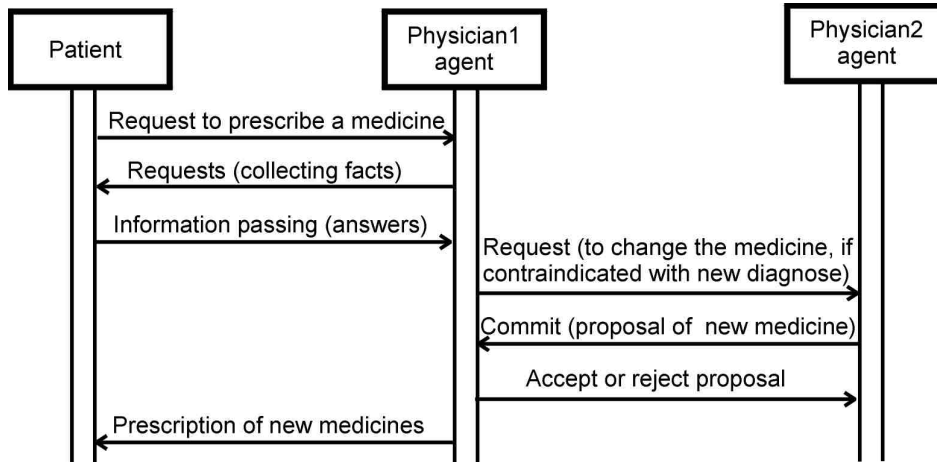 Patient
Physician1
agent
Physician2
agent
Request to prescribe a medicine
Requests (collecting facts)
Information passing (answers)
Request (to change the medicine, if
contraindicated with new diagnose)
Commit (proposal of new medicine)
Accept or reject proposal
Prescription of new medicines